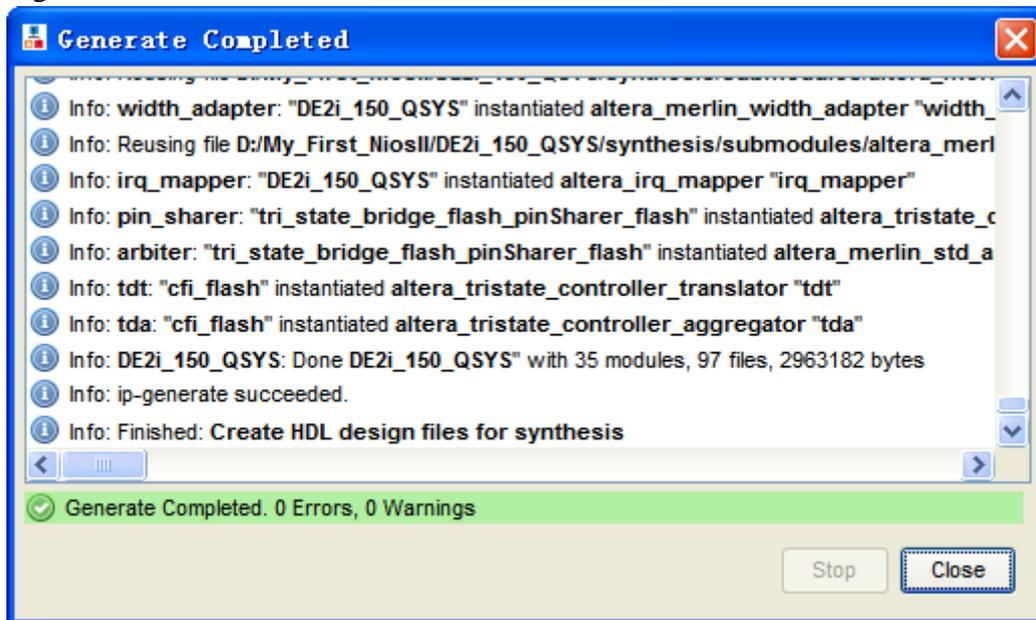 Generate Completed
Info: width_adapter: "DE2i_150_QSYS" instantiated altera_merlin_width_adapter "width_
Info: Reusing file D:/My_First_NiosII/DE2i_150_QSYS/synthesis/submodules/altera_merl
Info: irq_mapper: "DE2i_150_QSYS" instantiated altera_irq_mapper "irq_mapper"
Info: pin_sharer: "tri_state_bridge_flash_pinSharer_flash" instantiated altera_tristate_c
Info: arbiter: "tri_state_bridge_flash_pinSharer_flash" instantiated altera_merlin_std_a
Info: tdt: "cfi_flash" instantiated altera_tristate_controller_translator "tdt"
Info: tda: "cfi_flash" instantiated altera_tristate_controller_aggregator "tda"
Info: DE2i_150_QSYS: Done DE2i_150_QSYS" with 35 modules, 97 files, 2963182 bytes
Info: ip-generate succeeded.
Info: Finished: Create HDL design files for synthesis
Generate Completed. 0 Errors, 0 Warnings
Stop Close